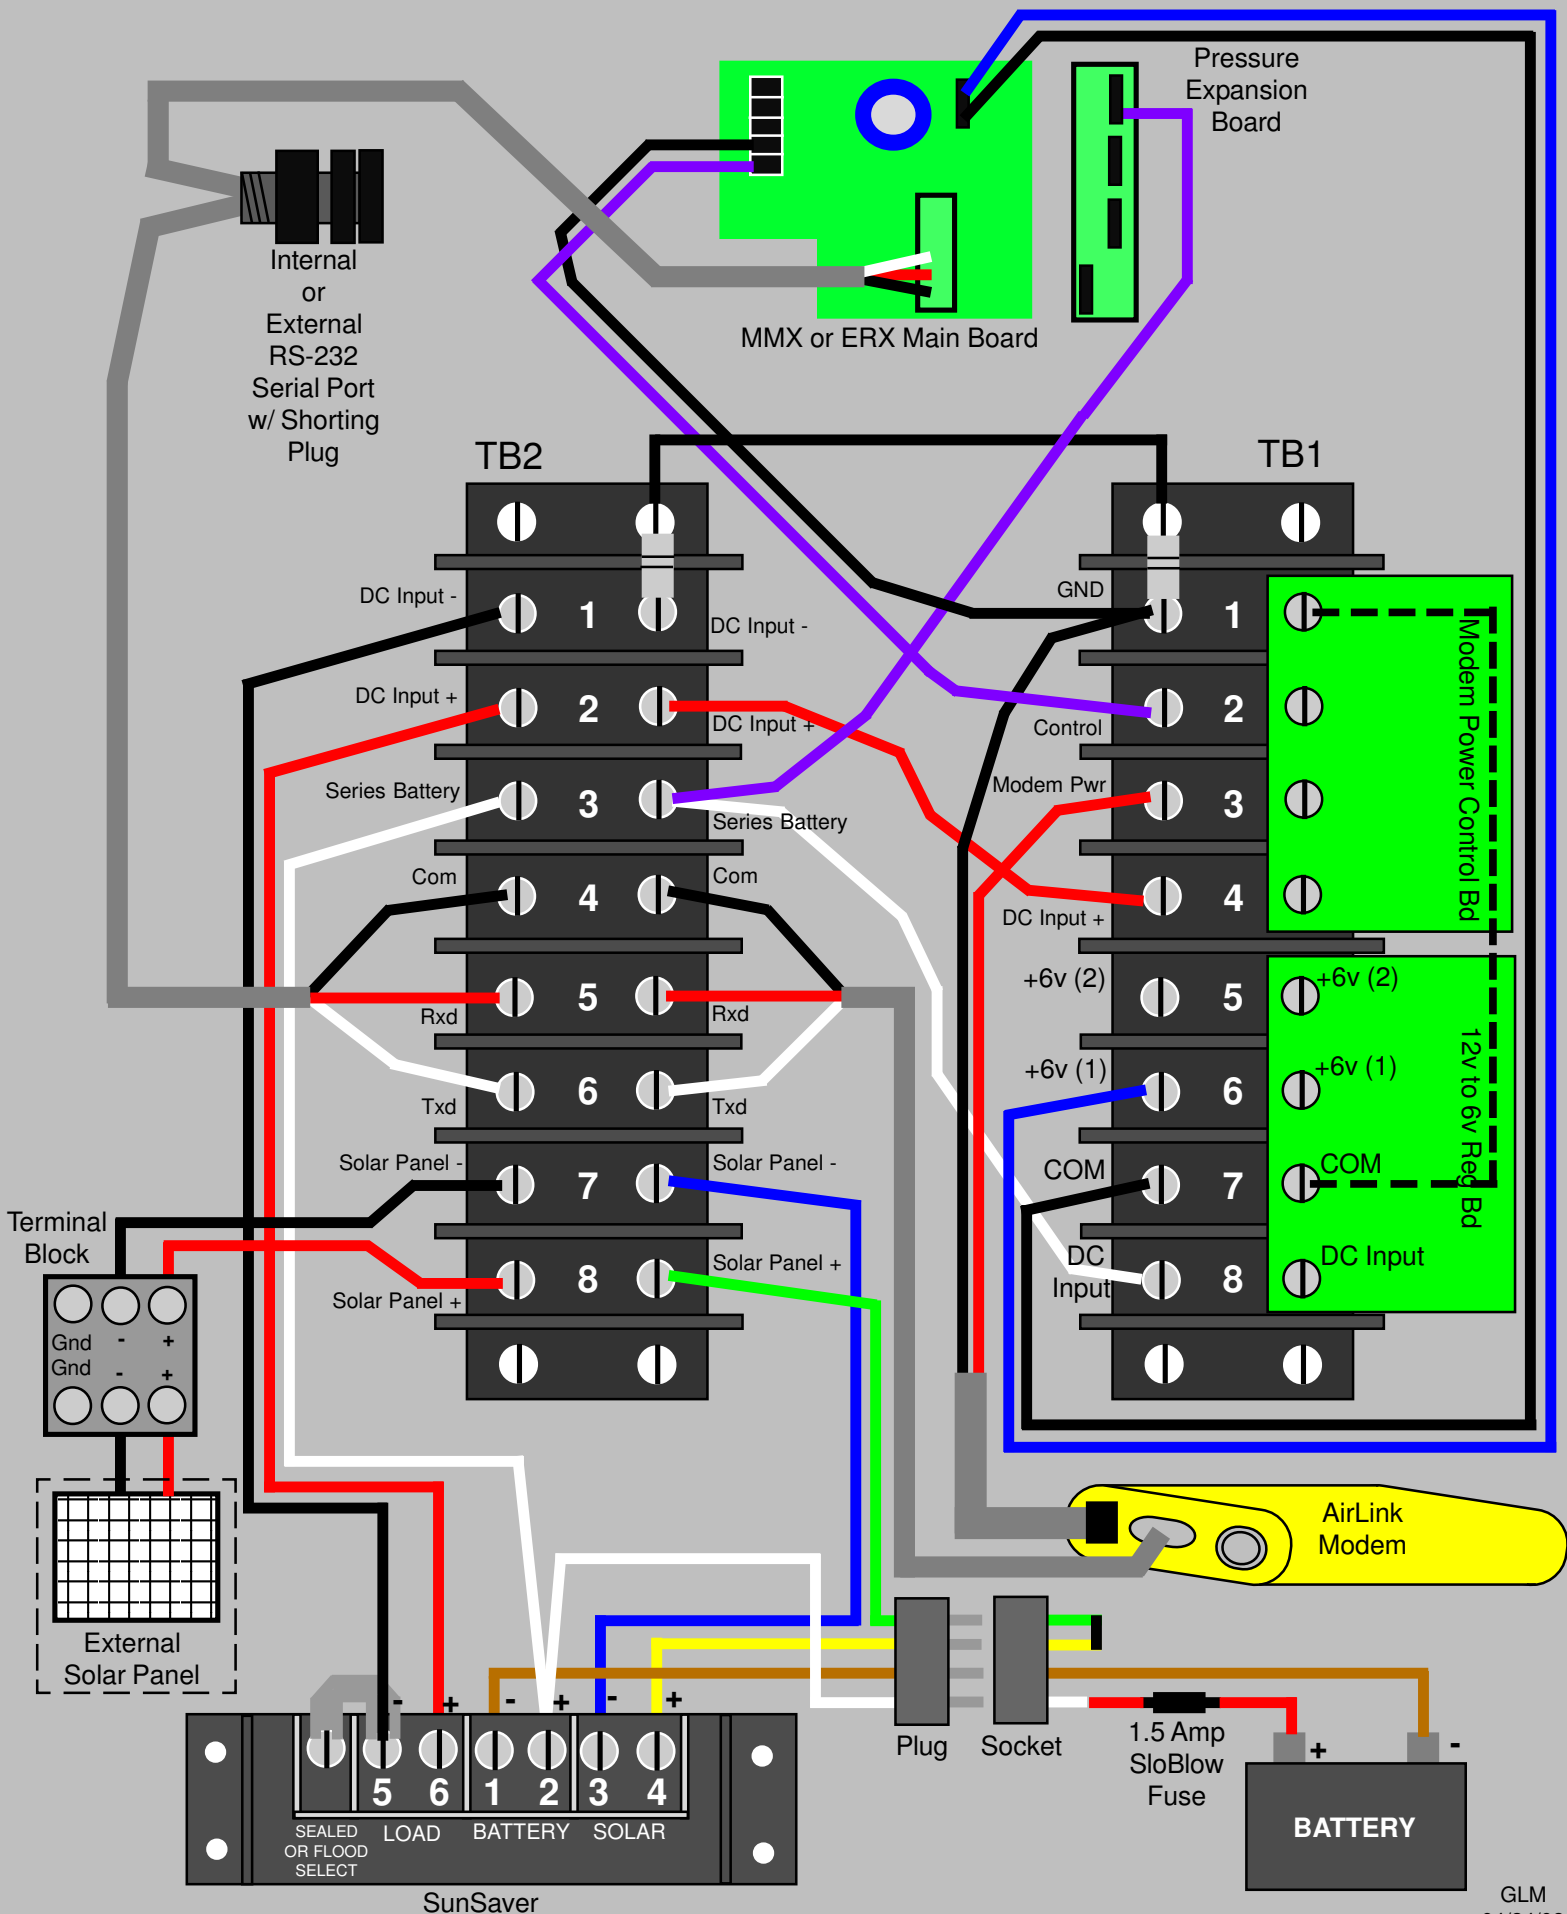 Pressure
Expansion
Board
Internal
or
External
RS-232
Serial Port
w/ Shorting
Plug
MMX or ERX Main Board
TB2
TB1
DC Input -
1
DC Input -
GND
1
DC Input +
2
DC Input +
Control
2
Series Battery
3
Series Battery
Modem Pwr
3
Com
4
Com
DC Input +
4
Modem Power Control Bd
Rxd
5
Rxd
+6v (2)
5
+6v (2)
Txd
6
Txd
+6v (1)
6
+6v (1)
Solar Panel -
7
Solar Panel -
COM
7
COM
Solar Panel +
8
Solar Panel +
DC
Input
8
DC Input
12v to 6v Reg Bd
Terminal
Block
Gnd - +
Gnd - +
External
Solar Panel
AirLink
Modem
Plug
Socket
1.5 Amp
SloBlow
Fuse
+ -
BATTERY
- + - + - +
5 6 1 2 3 4
SEALED
OR FLOOD
SELECT
LOAD
BATTERY
SOLAR
SunSaver
GLM